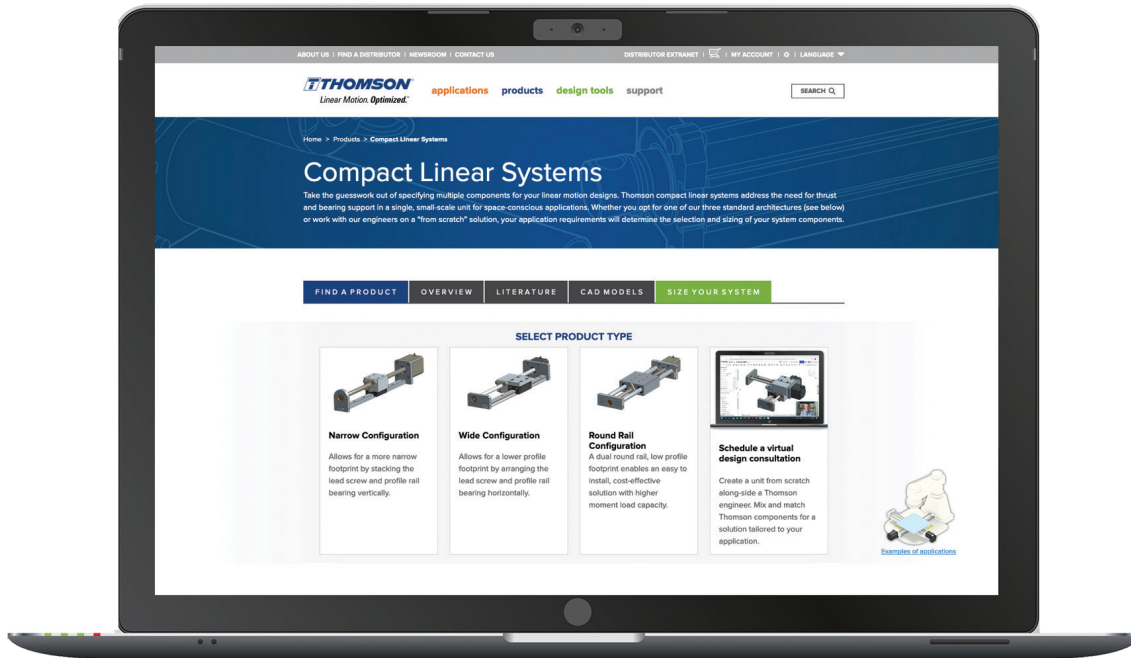 ABOUT US | FIND A DISTRIBUTOR | NEWSROOM | CONTACT US
DISTRIBUTOR EXTRANET | | MY ACCOUNT | | LANGUAGE
THOMSON®
Linear Motion. Optimized.™
applications products design tools support
SEARCH
Home > Products > Compact Linear Systems
Compact Linear Systems
Take the guesswork out of specifying multiple components for your linear motion designs. Thomson compact linear systems address the need for thrust
and bearing support in a single, small-scale unit for space-conscious applications. Whether you opt for one of our three standard architectures (see below)
or work with our engineers on a "from scratch" solution, your application requirements will determine the selection and sizing of your system components.
FIND A PRODUCT
OVERVIEW
LITERATURE
CAD MODELS
SIZE YOUR SYSTEM
SELECT PRODUCT TYPE
Narrow Configuration
Allows for a more narrow
footprint by stacking the
lead screw and profile rail
bearing vertically.
Wide Configuration
Allows for a lower profile
footprint by arranging the
lead screw and profile rail
bearing horizontally.
Round Rail
Configuration
A dual round rail, low profile
footprint enables an easy to
install, cost-effective
solution with higher
moment load capacity.
Schedule a virtual
design consultation
Create a unit from scratch
along-side a Thomson
engineer. Mix and match
Thomson components for a
solution tailored to your
application.
Examples of applications